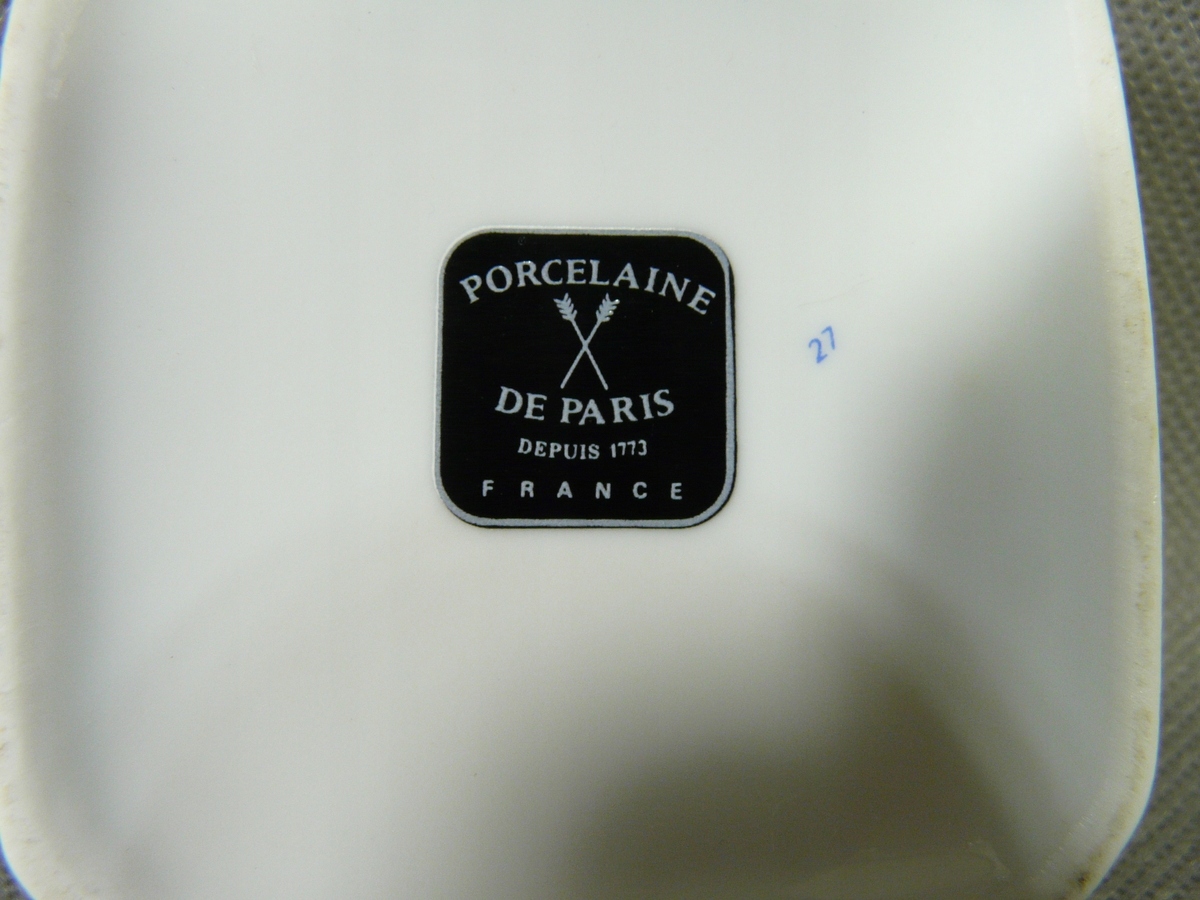 PORCELAINE
DE PARIS
DEPUIS 1773
FRANCE
27